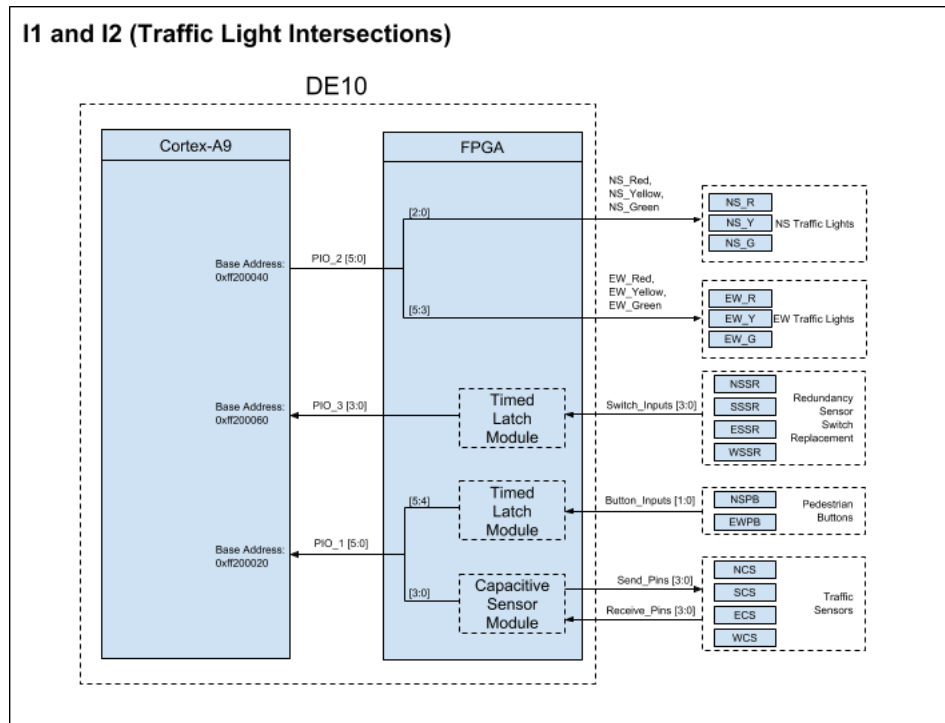 I1 and I2 (Traffic Light Intersections)
DE10
Cortex-A9
FPGA
NS_Red,
NS_Yellow,
NS_Green
[2:0]
NS_R
NS_Y
NS_G
NS Traffic Lights
Base Address:
0xff200040
PIO_2 [5:0]
EW_Red,
EW_Yellow,
EW_Green
[5:3]
EW_R
EW_Y
EW_G
EW Traffic Lights
Base Address:
0xff200060
PIO_3 [3:0]
Timed
Latch
Module
Switch_Inputs [3:0]
NSSR
SSSR
ESSR
WSSR
Redundancy
Sensor
Switch
Replacement
[5:4]
Timed
Latch
Module
Button_Inputs [1:0]
NSPB
EWPB
Pedestrian
Buttons
Base Address:
0xff200020
PIO_1 [5:0]
[3:0]
Capacitive
Sensor
Module
Send_Pins [3:0]
Receive_Pins [3:0]
NCS
SCS
ECS
WCS
Traffic
Sensors